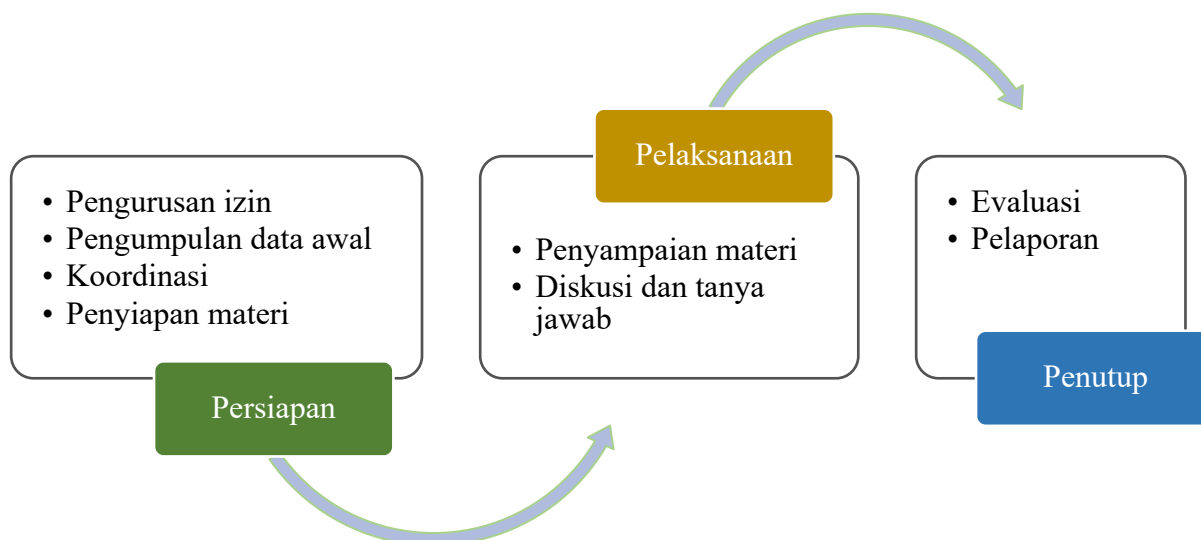 • Pengurusan izin
• Pengumpulan data awal
• Koordinasi
• Penyiapan materi
Persiapan
Pelaksanaan
• Penyampaian materi
• Diskusi dan tanya
jawab
• Evaluasi
• Pelaporan
Penutup